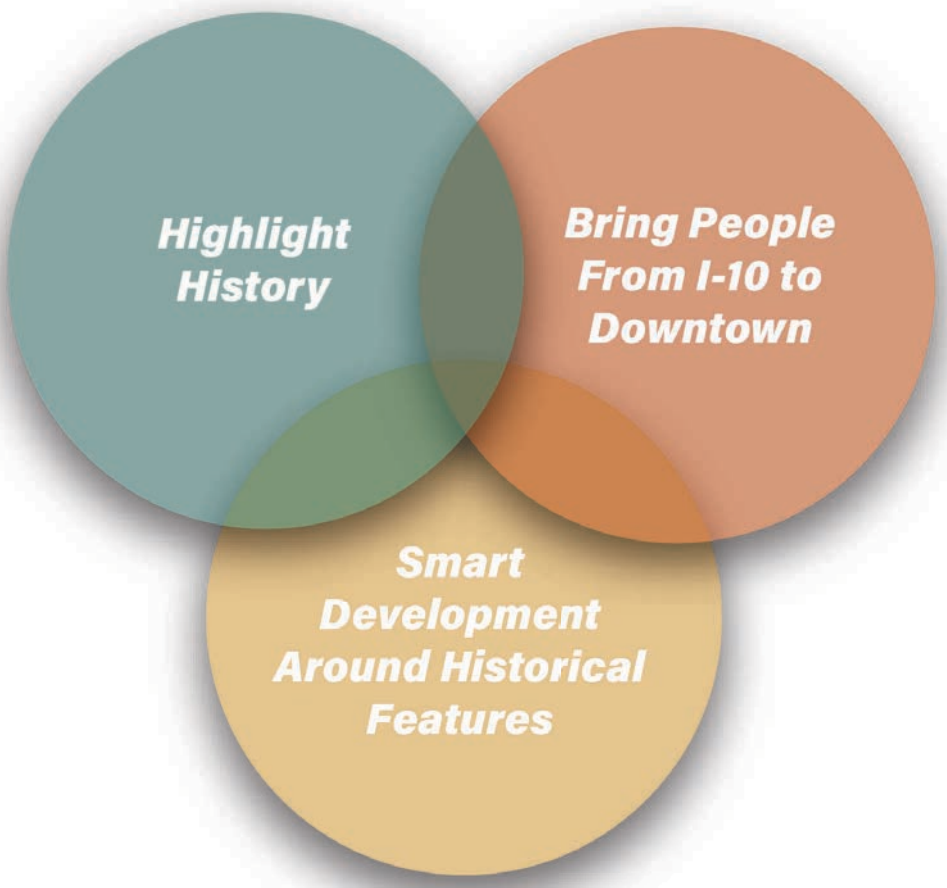 Highlight
History
Bring People
From I-10 to
Downtown
Smart
Development
Around Historical
Features